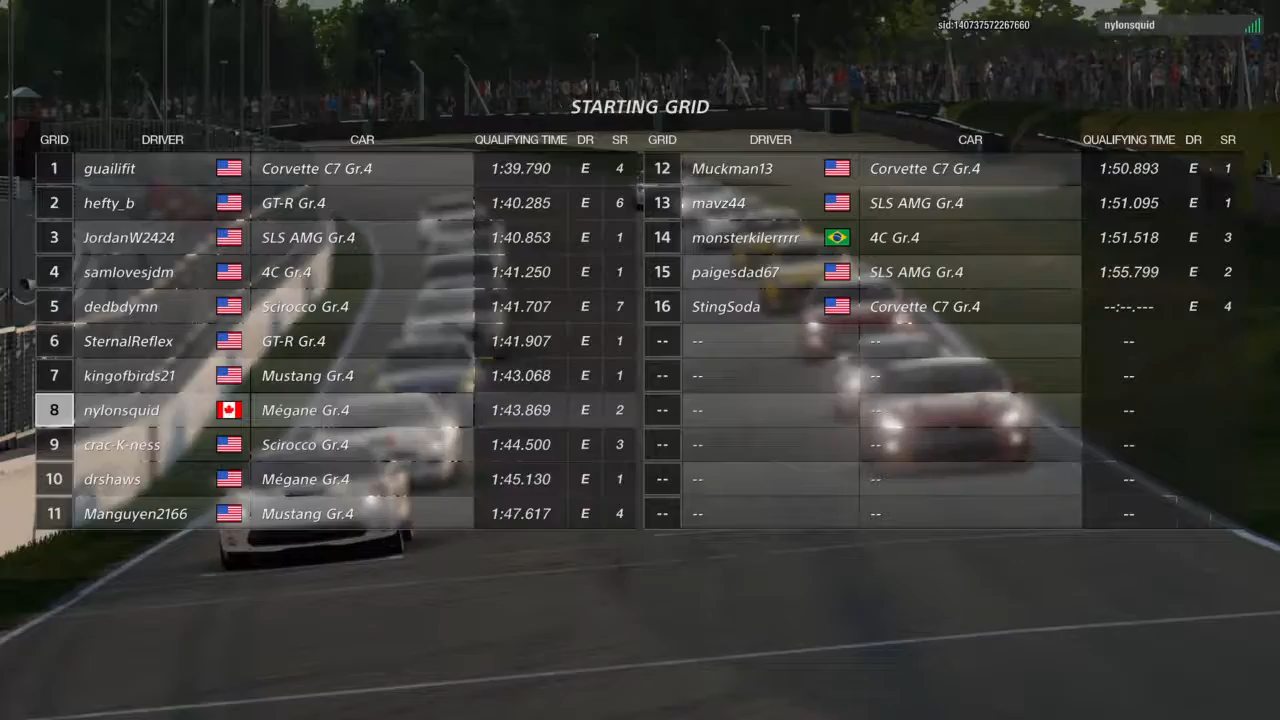 sid:140737572267660 nylonsquid
STARTING GRID
GRID DRIVER CAR QUALIFYING TIME DR SR GRID DRIVER CAR QUALIFYING TIME DR SR
1 guailifit Corvette C7 Gr.4 1:39.790 E 4 12 Muckman13 Corvette C7 Gr.4 1:50.893 E 1
2 hefty_b GT-R Gr.4 1:40.285 E 6 13 mavz44 SLS AMG Gr.4 1:51.095 E 1
3 JordanW2424 SLS AMG Gr.4 1:40.853 E 1 14 monsterkilerrrrr 4C Gr.4 1:51.518 E 3
4 samlovesjdm 4C Gr.4 1:41.250 E 1 15 paigesdad67 SLS AMG Gr.4 1:55.799 E 2
5 dedbdymn Scirocco Gr.4 1:41.707 E 7 16 StingSoda Corvette C7 Gr.4 --:--.--- E 4
6 SternalReflex GT-R Gr.4 1:41.907 E 1 -- -- -- --
7 kingofbirds21 Mustang Gr.4 1:43.068 E 1 -- -- -- --
8 nylonsquid Mégane Gr.4 1:43.869 E 2 -- -- -- --
9 crac-K-ness Scirocco Gr.4 1:44.500 E 3 -- -- -- --
10 drshaws Mégane Gr.4 1:45.130 E 1 -- -- -- --
11 Manguyen2166 Mustang Gr.4 1:47.617 E 4 -- -- -- --